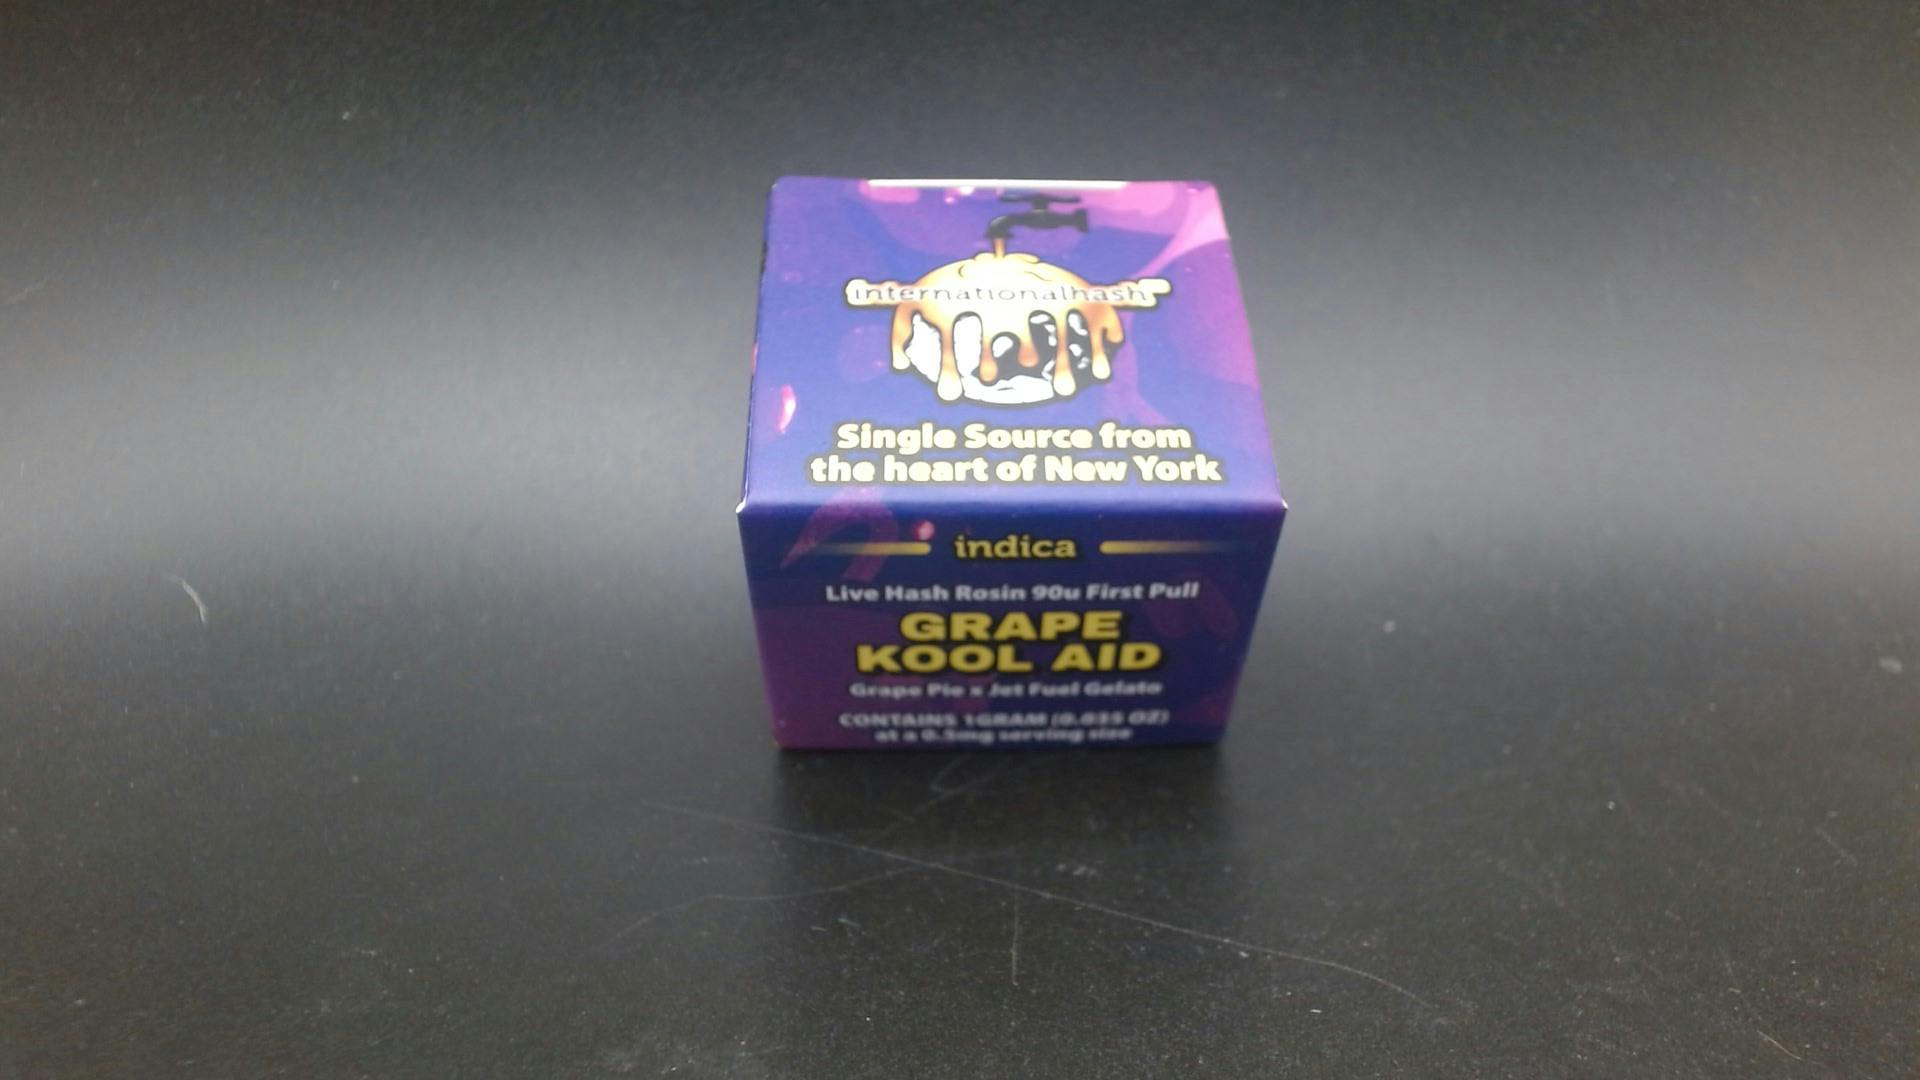 internationalhash
Single Source from
the heart of New York
indica
Live Hash Rosin 90u First Pull
GRAPE
KOOL AID
Grape Pie x Jet Fuel Gelato
CONTAINS 1GRAM (0.035 OZ)
at a 0.5mg serving size